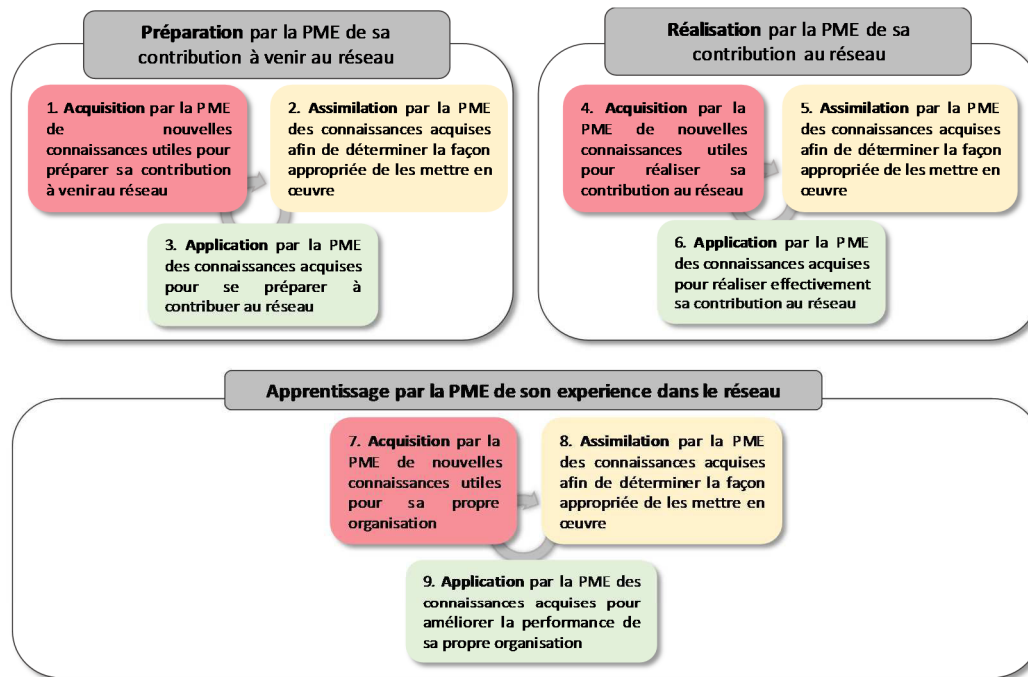 Préparation par la PME de sa
contribution à venir au réseau
1. Acquisition par la PME
de nouvelles
connaissances utiles pour
préparer sa contribution
à venir au réseau
2. Assimilation par la PME
des connaissances acquises
afin de déterminer la façon
appropriée de les mettre en
œuvre
3. Application par la PME
des connaissances acquises
pour se préparer à
contribuer au réseau
Réalisation par la PME de sa
contribution au réseau
4. Acquisition par la
PME de nouvelles
connaissances utiles
pour réaliser sa
contribution au réseau
5. Assimilation par la PME
des connaissances acquises
afin de déterminer la façon
appropriée de les mettre en
œuvre
6. Application par la PME
des connaissances acquises
pour réaliser effectivement
sa contribution au réseau
Apprentissage par la PME de son experience dans le réseau
7. Acquisition par la
PME de nouvelles
connaissances utiles
pour sa propre
organisation
8. Assimilation par la PME
des connaissances acquises
afin de déterminer la façon
appropriée de les mettre en
œuvre
9. Application par la PME des
connaissances acquises pour
améliorer la performance de
sa propre organisation